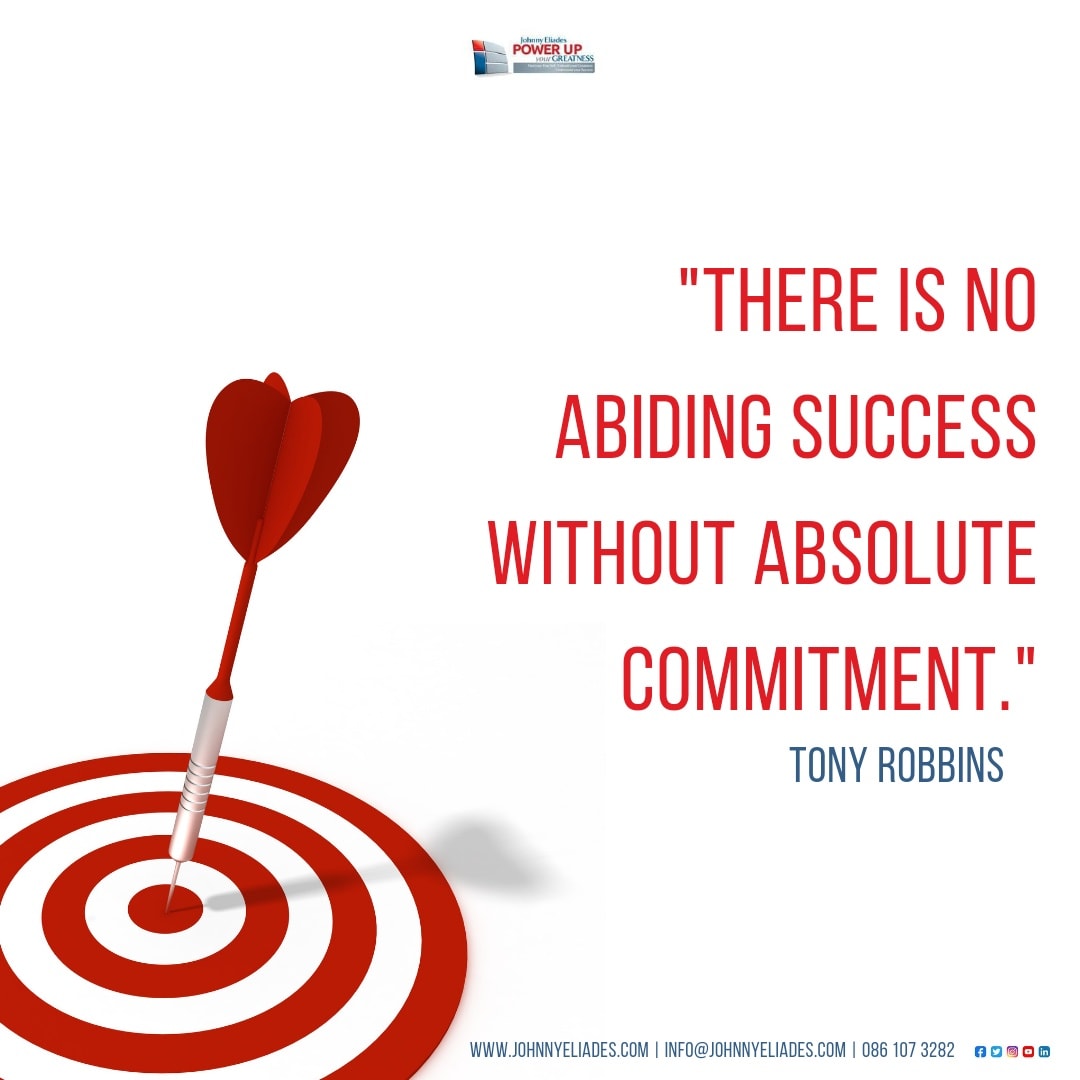 Johnny Eliades
POWER UP
your GREATNESS
"THERE IS NO
ABIDING SUCCESS
WITHOUT ABSOLUTE
COMMITMENT."
TONY ROBBINS
WWW.JOHNNYELIADES.COM | INFO@JOHNNYELIADES.COM | 086 107 3282